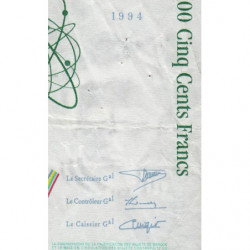 1994
00 Cinq Cents Francs
Le Secrétaire Gal
Le Contrôleur Gal
Le Caissier Gal